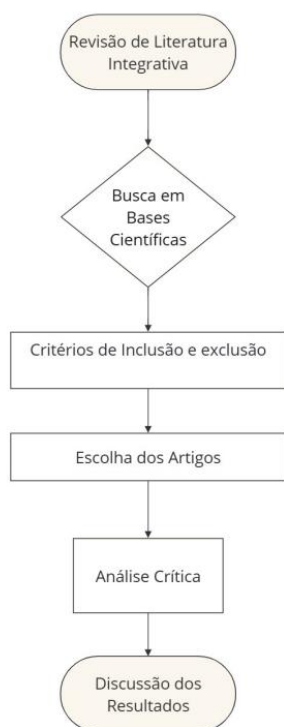 Revisão de Literatura
Integrativa
Busca em
Bases
Científicas
Critérios de Inclusão e exclusão
Escolha dos Artigos
Análise Crítica
Discussão dos
Resultados